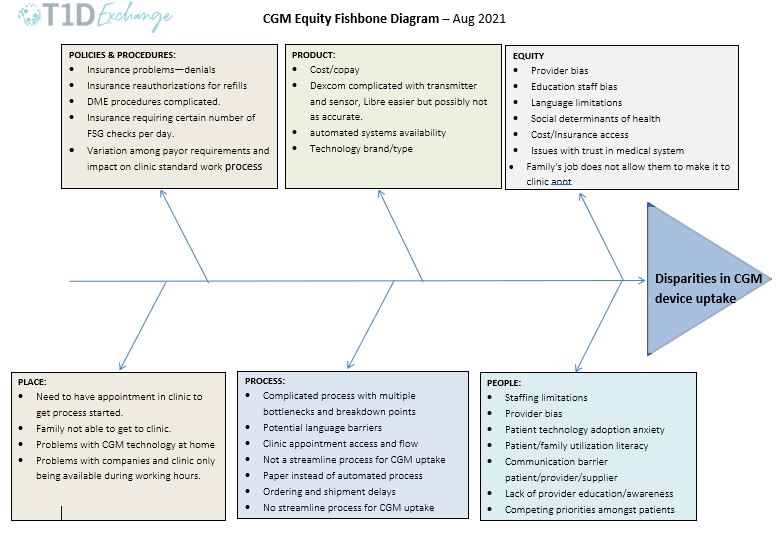 T1D Exchange
CGM Equity Fishbone Diagram – Aug 2021
POLICIES & PROCEDURES:
• Insurance problems—denials
• Insurance reauthorizations for refills
• DME procedures complicated.
• Insurance requiring certain number of
FSG checks per day.
• Variation among payor requirements and
impact on clinic standard work process
PRODUCT:
• Cost/copay
• Dexcom complicated with transmitter
and sensor, Libre easier but possibly not
as accurate.
• automated systems availability
• Technology brand/type
EQUITY
• Provider bias
• Education staff bias
• Language limitations
• Social determinants of health
• Cost/Insurance access
• Issues with trust in medical system
• Family's job does not allow them to make it to
clinic appt
Disparities in CGM
device uptake
PLACE:
• Need to have appointment in clinic to
get process started.
• Family not able to get to clinic.
• Problems with CGM technology at home
• Problems with companies and clinic only
being available during working hours.
PROCESS:
• Complicated process with multiple
bottlenecks and breakdown points
• Potential language barriers
• Clinic appointment access and flow
• Not a streamline process for CGM uptake
• Paper instead of automated process
• Ordering and shipment delays
• No streamline process for CGM uptake
PEOPLE:
• Staffing limitations
• Provider bias
• Patient technology adoption anxiety
• Patient/family utilization literacy
• Communication barrier
patient/provider/supplier
• Lack of provider education/awareness
• Competing priorities amongst patients